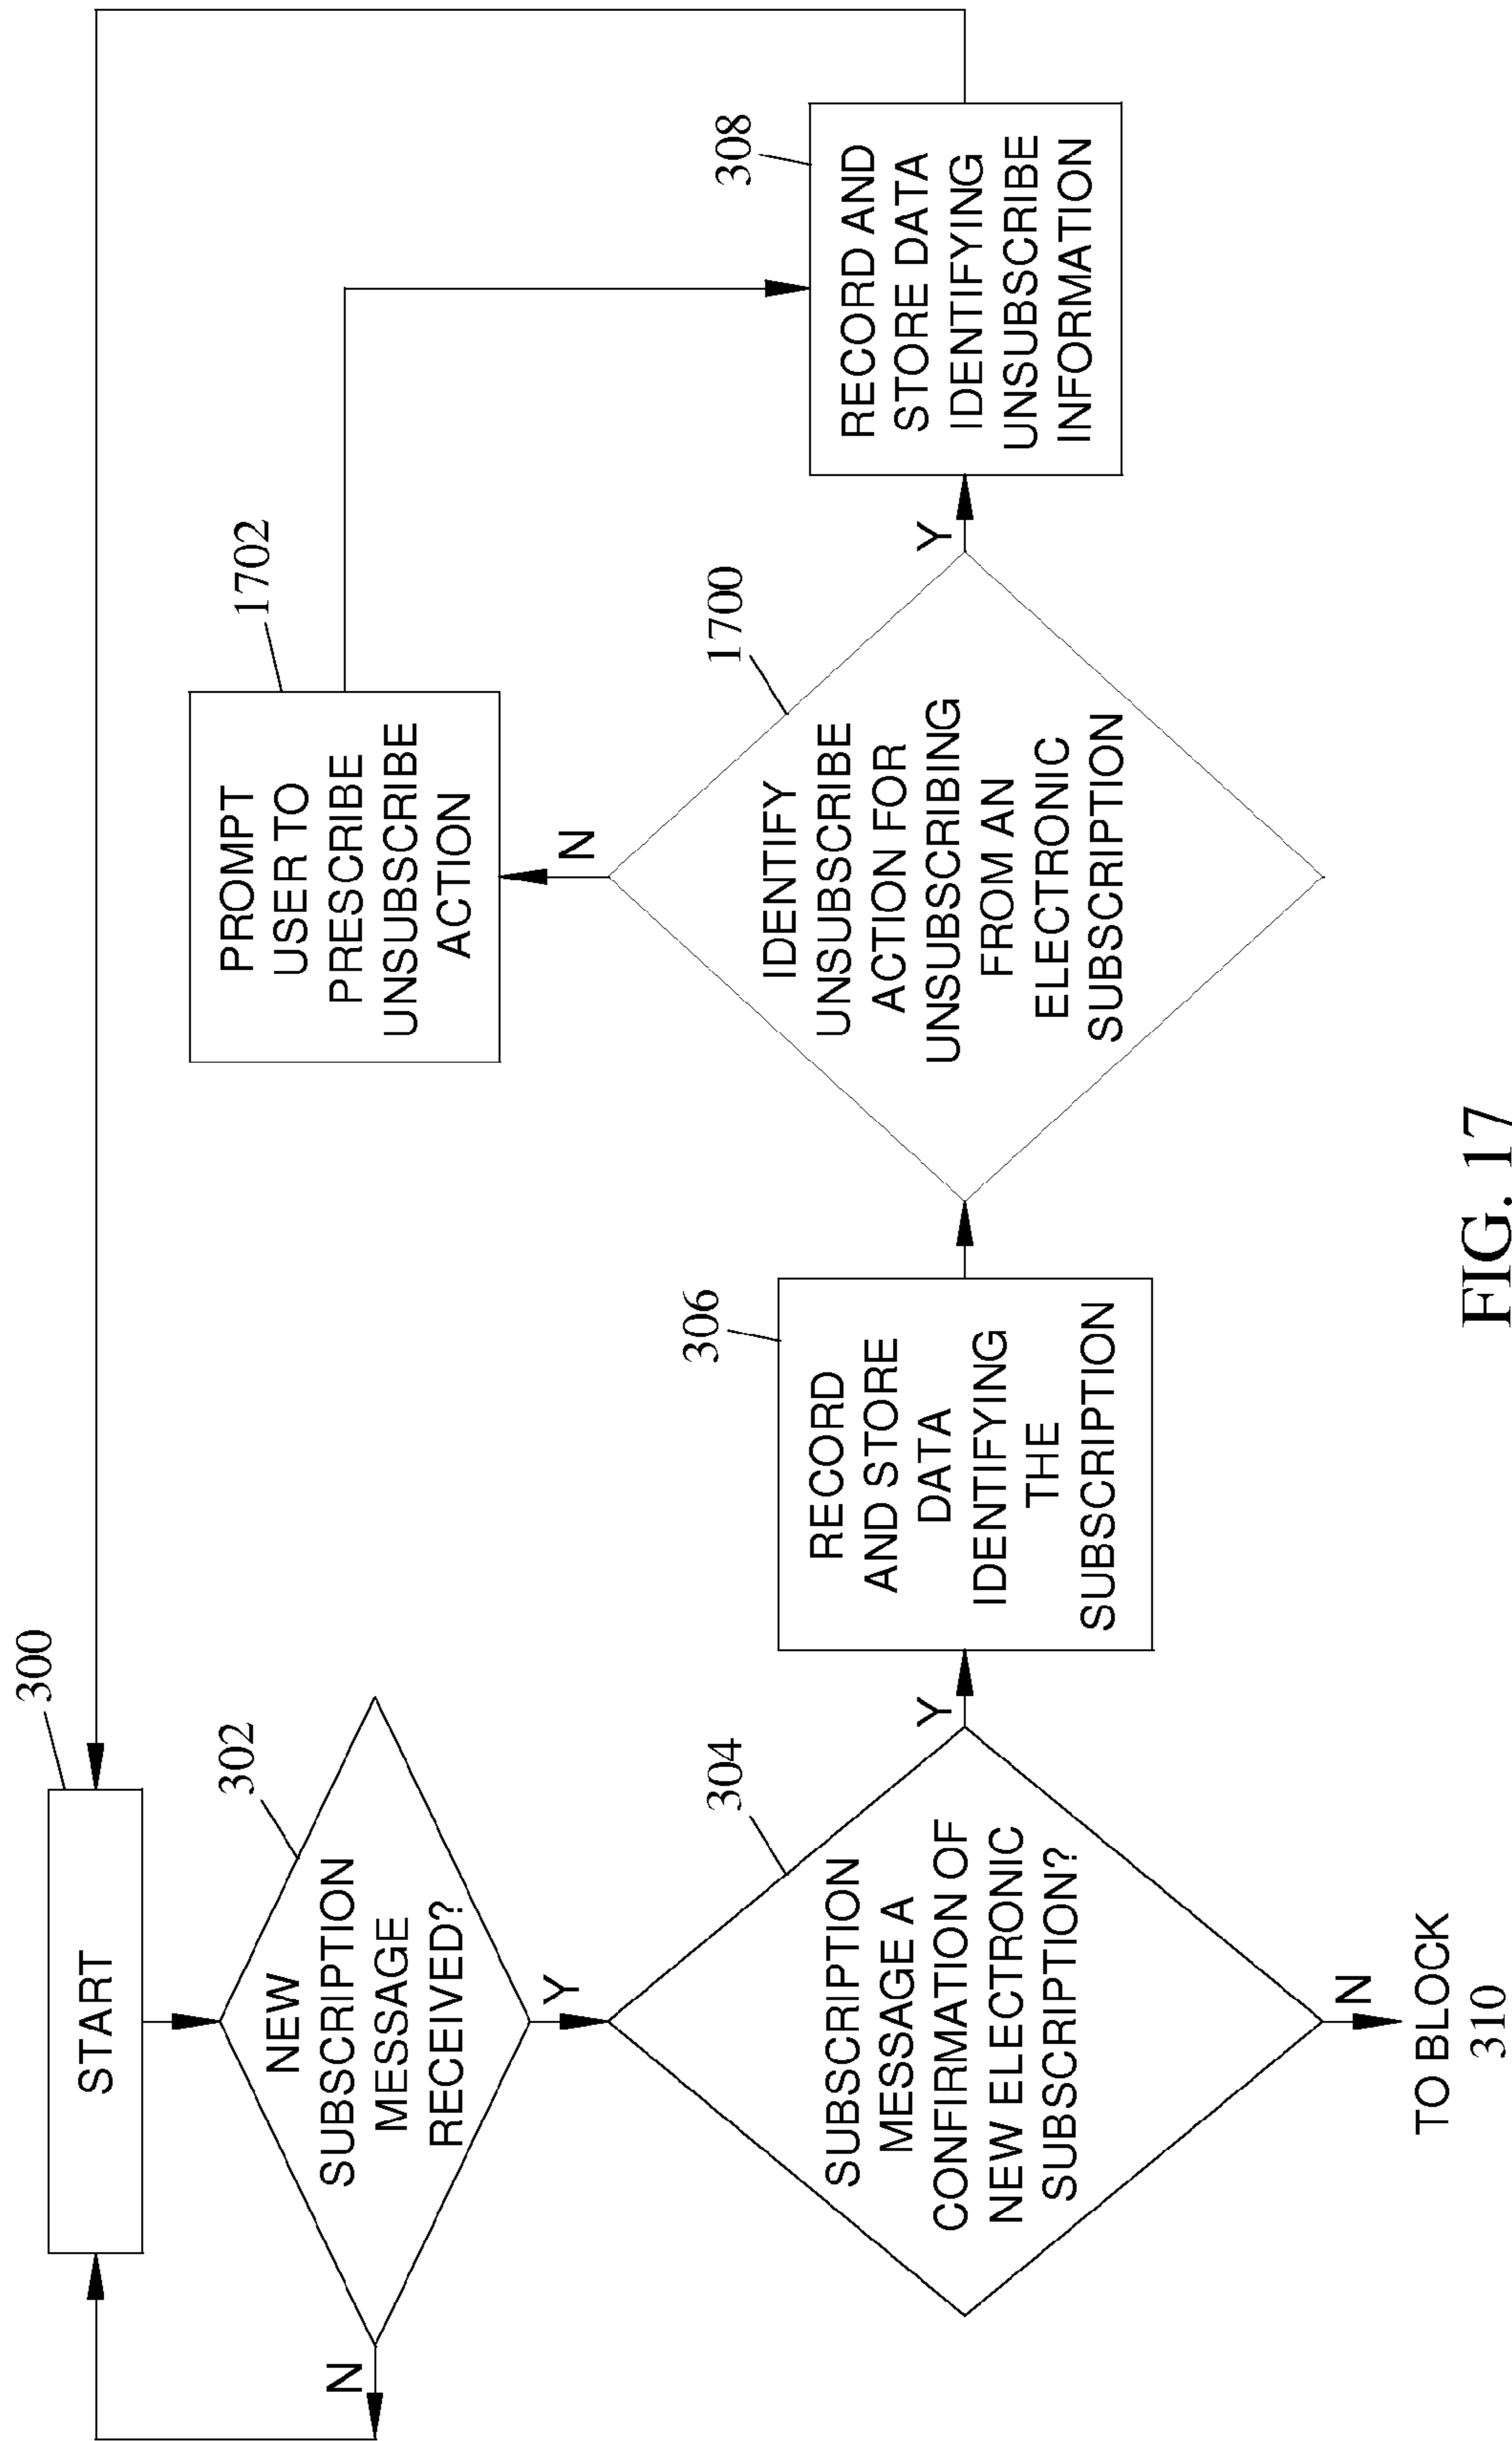 300
START
302
NEW
SUBSCRIPTION
MESSAGE
RECEIVED?
N
Y
304
SUBSCRIPTION
MESSAGE A
CONFIRMATION OF
NEW ELECTRONIC
SUBSCRIPTION?
Y
N
TO BLOCK
310
306
RECORD
AND STORE
DATA
IDENTIFYING
THE
SUBSCRIPTION
1700
IDENTIFY
UNSUBSCRIBE
ACTION FOR
UNSUBSCRIBING
FROM AN
ELECTRONIC
SUBSCRIPTION
N
Y
1702
PROMPT
USER TO
PRESCRIBE
UNSUBSCRIBE
ACTION
308
RECORD AND
STORE DATA
IDENTIFYING
UNSUBSCRIBE
INFORMATION
FIG. 17